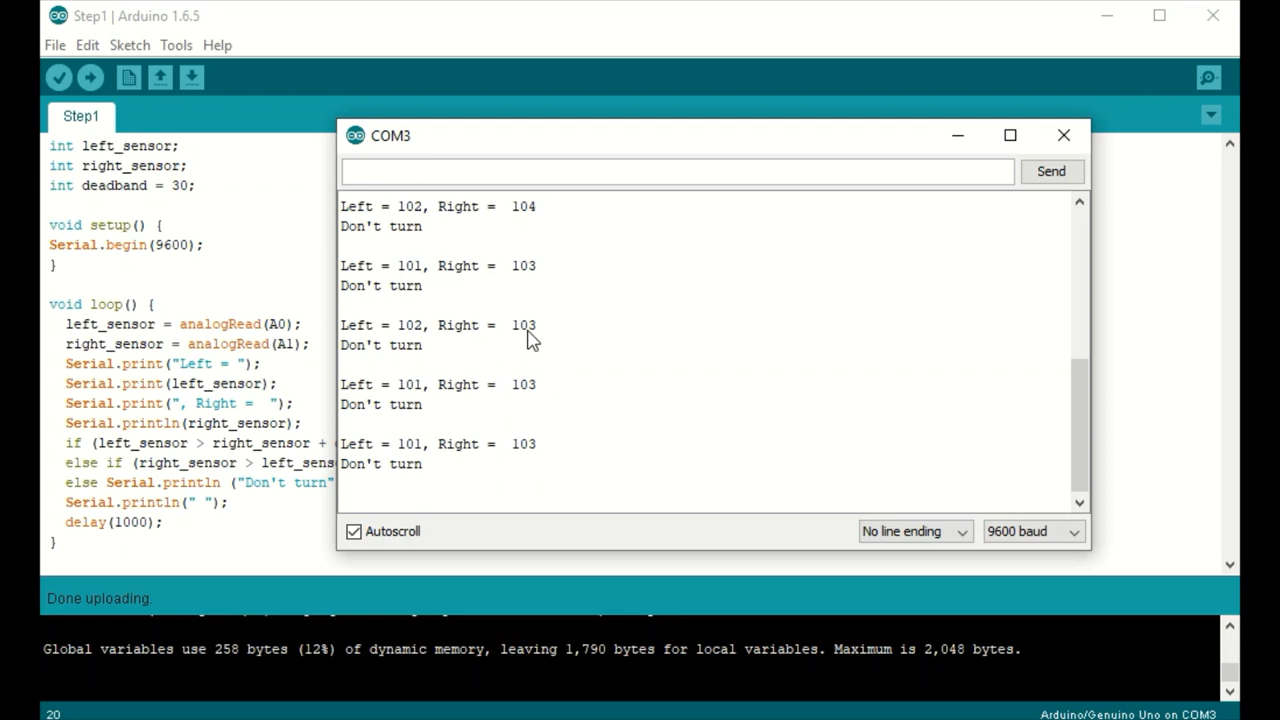 Step1 | Arduino 1.6.5
File Edit Sketch Tools Help
Step1
int left_sensor;
int right_sensor;
int deadband = 30;
void setup() {
Serial.begin(9600);
}
void loop() {
left_sensor = analogRead(A0);
right_sensor = analogRead(A1);
Serial.print("Left = ");
Serial.print(left_sensor);
Serial.print(", Right =  ");
Serial.println(right_sensor);
if (left_sensor > right_sensor +
else if (right_sensor > left_sens
else Serial.println ("Don't turn"
Serial.println(" ");
delay(1000);
}
COM3
Send
Left = 102, Right =  104
Don't turn
Left = 101, Right =  103
Don't turn
Left = 102, Right =  103
Don't turn
Left = 101, Right =  103
Don't turn
Left = 101, Right =  103
Don't turn
Autoscroll
No line ending
9600 baud
Done uploading.
Global variables use 258 bytes (12%) of dynamic memory, leaving 1,790 bytes for local variables. Maximum is 2,048 bytes.
20
Arduino/Genuino Uno on COM3